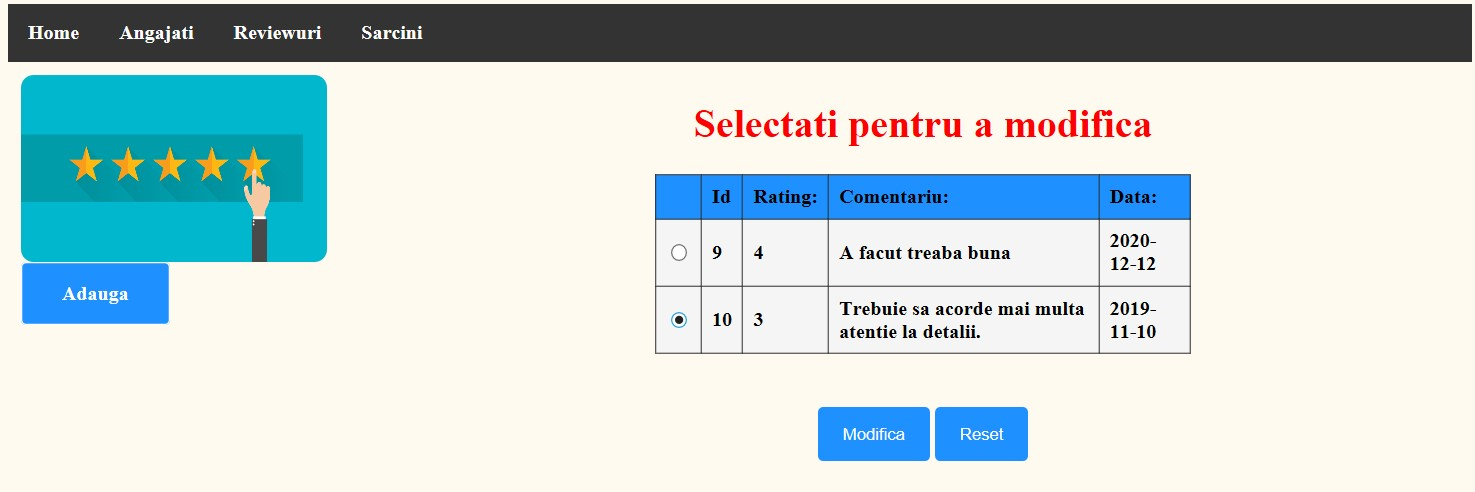 Home Angajati Reviewuri Sarcini
Selectati pentru a modifica
Adauga
Id Rating: Comentariu: Data:
9 4 A facut treaba buna 2020-
12-12
10 3 Trebuie sa acorde mai multa 2019-
atentie la detalii. 11-10
Modifica Reset